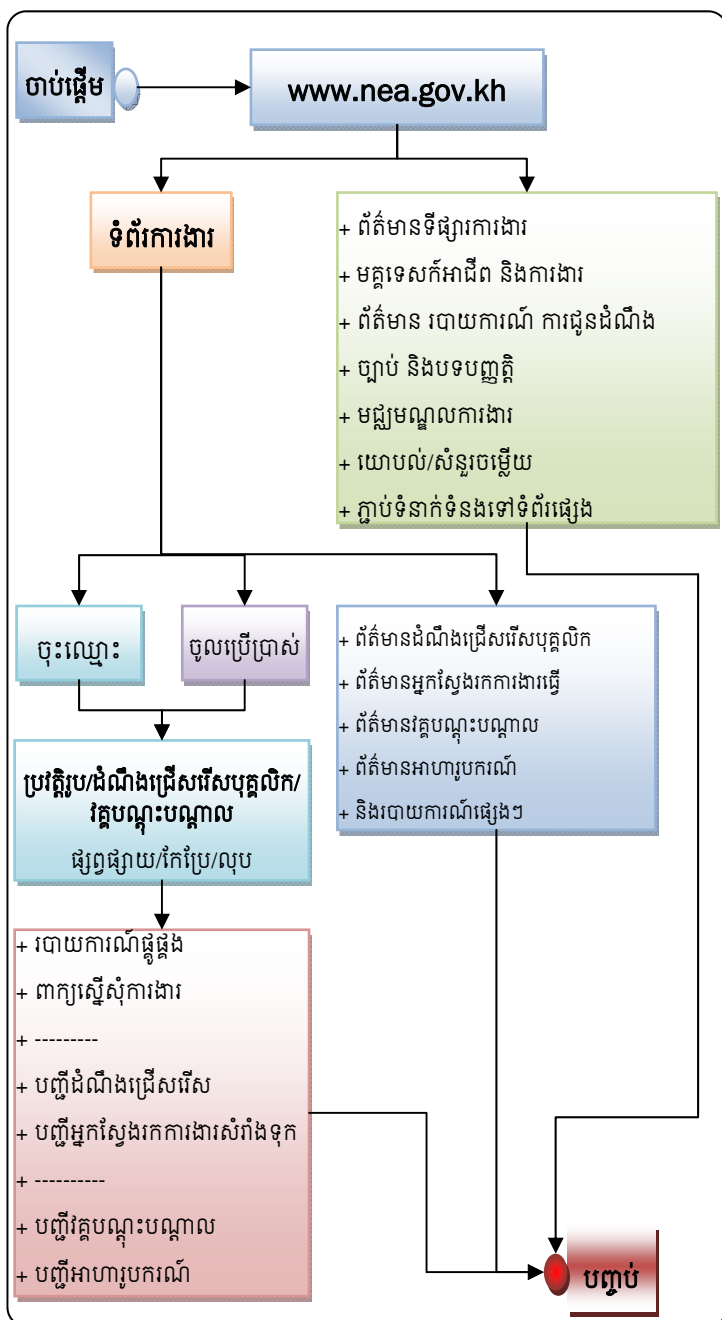 ចាប់ផ្តើម
www.nea.gov.kh
ទំព័រការងារ
+ ព័ត៌មានទីផ្សារការងារ
+ មគ្គទេសក៍អាជីព និងការងារ
+ ព័ត៌មាន របាយការណ៍ ការជូនដំណឹង
+ ច្បាប់ និងបទបញ្ញត្តិ
+ មជ្ឈមណ្ឌលការងារ
+ យោបល់/សំនួរចម្លើយ
+ ភ្ជាប់ទំនាក់ទំនងទៅទំព័រផ្សេង
ចុះឈ្មោះ
ចូលប្រើប្រាស់
+ ព័ត៌មានដំណឹងជ្រើសរើសបុគ្គលិក
+ ព័ត៌មានអ្នកស្វែងរកការងារធ្វើ
+ ព័ត៌មានវគ្គបណ្តុះបណ្តាល
+ ព័ត៌មានអាហារូបករណ៍
+ និងរបាយការណ៍ផ្សេងៗ
ប្រវត្តិរូប/ដំណឹងជ្រើសរើសបុគ្គលិក/
វគ្គបណ្តុះបណ្តាល
ផ្សព្វផ្សាយ/កែប្រែ/លុប
+ របាយការណ៍ផ្គូផ្គង
+ ពាក្យស្នើសុំការងារ
+ ---------
+ បញ្ជីដំណឹងជ្រើសរើស
+ បញ្ជីអ្នកស្វែងរកការងារសំរាំងទុក
+ ----------
+ បញ្ជីវគ្គបណ្តុះបណ្តាល
+ បញ្ជីអាហារូបករណ៍
បញ្ចប់